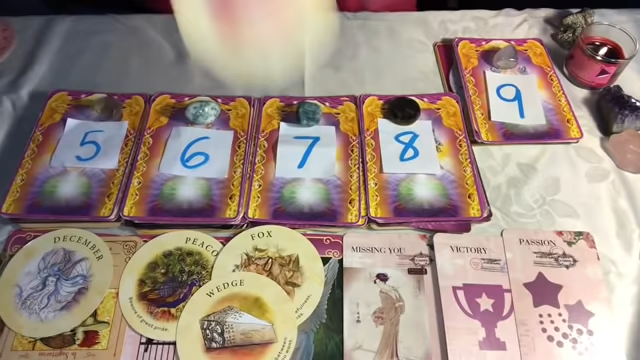 5
6
7
8
9
DECEMBER
PEACO
FOX
WEDGE
MISSING YOU
VICTORY
PASSION